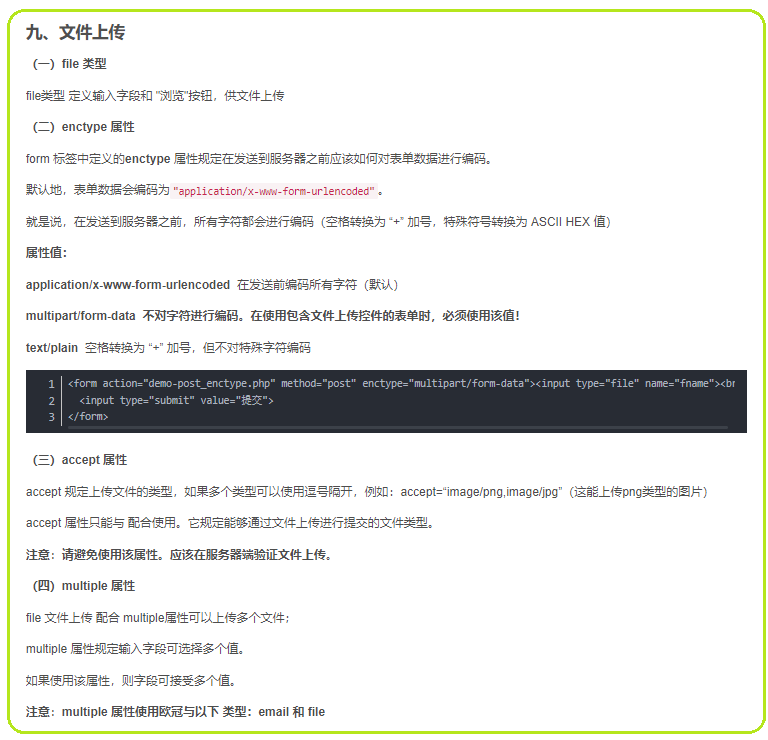 九、文件上传
（一）file 类型
file类型 定义输入字段和 "浏览"按钮，供文件上传
（二）enctype 属性
form 标签中定义的enctype 属性规定在发送到服务器之前应该如何对表单数据进行编码。
默认地，表单数据会编码为 "application/x-www-form-urlencoded" 。
就是说，在发送到服务器之前，所有字符都会进行编码（空格转换为 “+” 加号，特殊符号转换为 ASCII HEX 值）
属性值：
application/x-www-form-urlencoded 在发送前编码所有字符（默认）
multipart/form-data 不对字符进行编码。在使用包含文件上传控件的表单时，必须使用该值！
text/plain 空格转换为 “+” 加号，但不对特殊字符编码
1 <form action="demo-post_enctype.php" method="post" enctype="multipart/form-data"><input type="file" name="fname"><br
2 <input type="submit" value="提交">
3 </form>
（三）accept 属性
accept 规定上传文件的类型，如果多个类型可以使用逗号隔开，例如：accept=“image/png,image/jpg”（这能上传png类型的图片）
accept 属性只能与 配合使用。它规定能够通过文件上传进行提交的文件类型。
注意：请避免使用该属性。应该在服务器端验证文件上传。
（四）multiple 属性
file 文件上传 配合 multiple属性可以上传多个文件；
multiple 属性规定输入字段可选择多个值。
如果使用该属性，则字段可接受多个值。
注意：multiple 属性使用欧冠与以下 类型：email 和 file